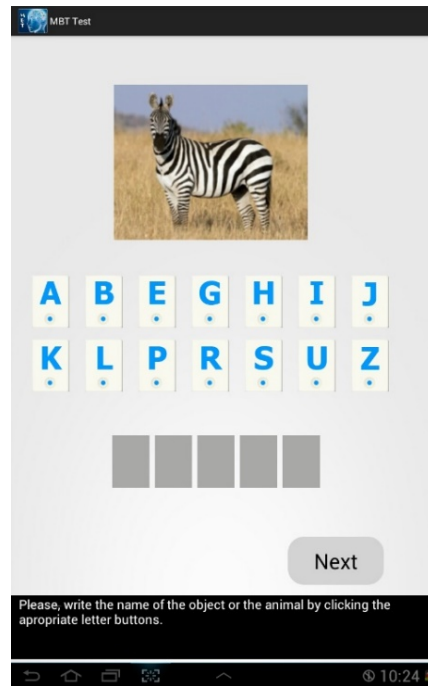 MBT Test
A B E G H I J
K L P R S U Z
Next
Please, write the name of the object or the animal by clicking the
apropriate letter buttons.
10:24